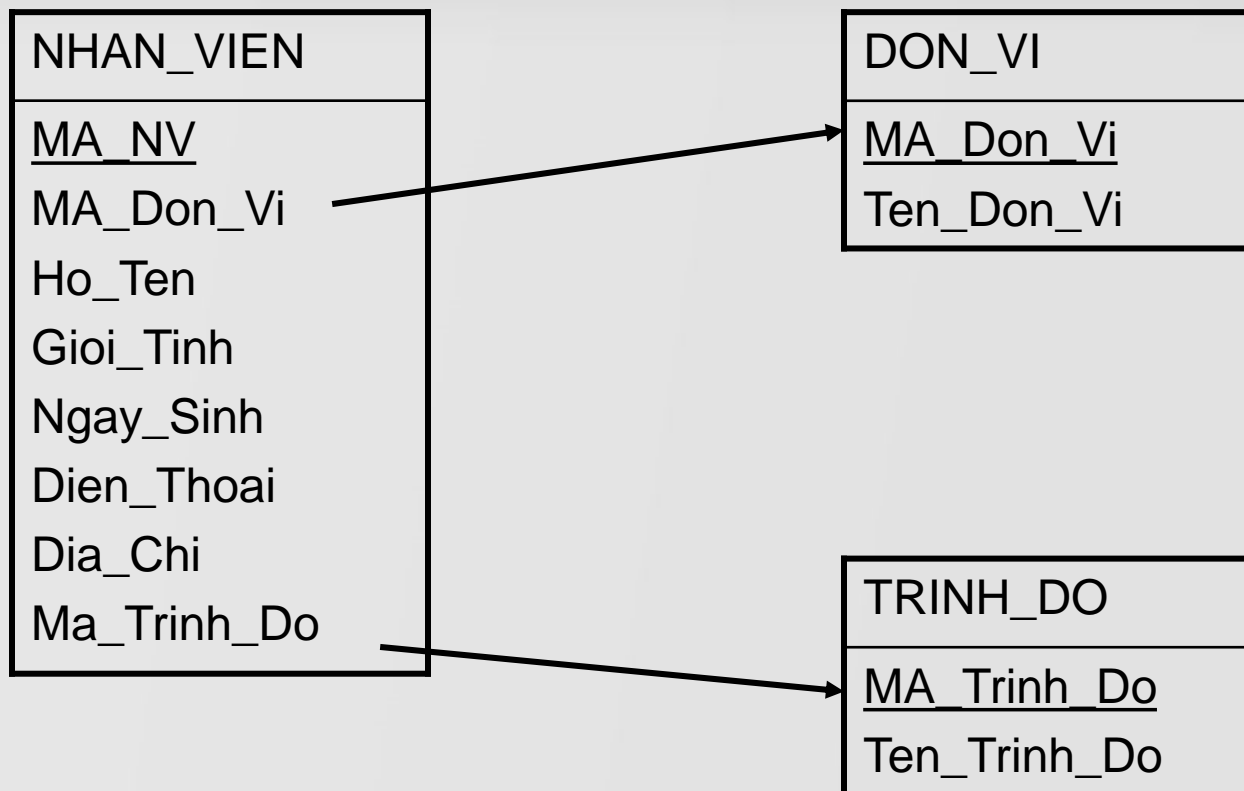 NHAN_VIEN
MA_NV
MA_Don_Vi
Ho_Ten
Gioi_Tinh
Ngay_Sinh
Dien_Thoai
Dia_Chi
Ma_Trinh_Do
DON_VI
MA_Don_Vi
Ten_Don_Vi
TRINH_DO
MA_Trinh_Do
Ten_Trinh_Do